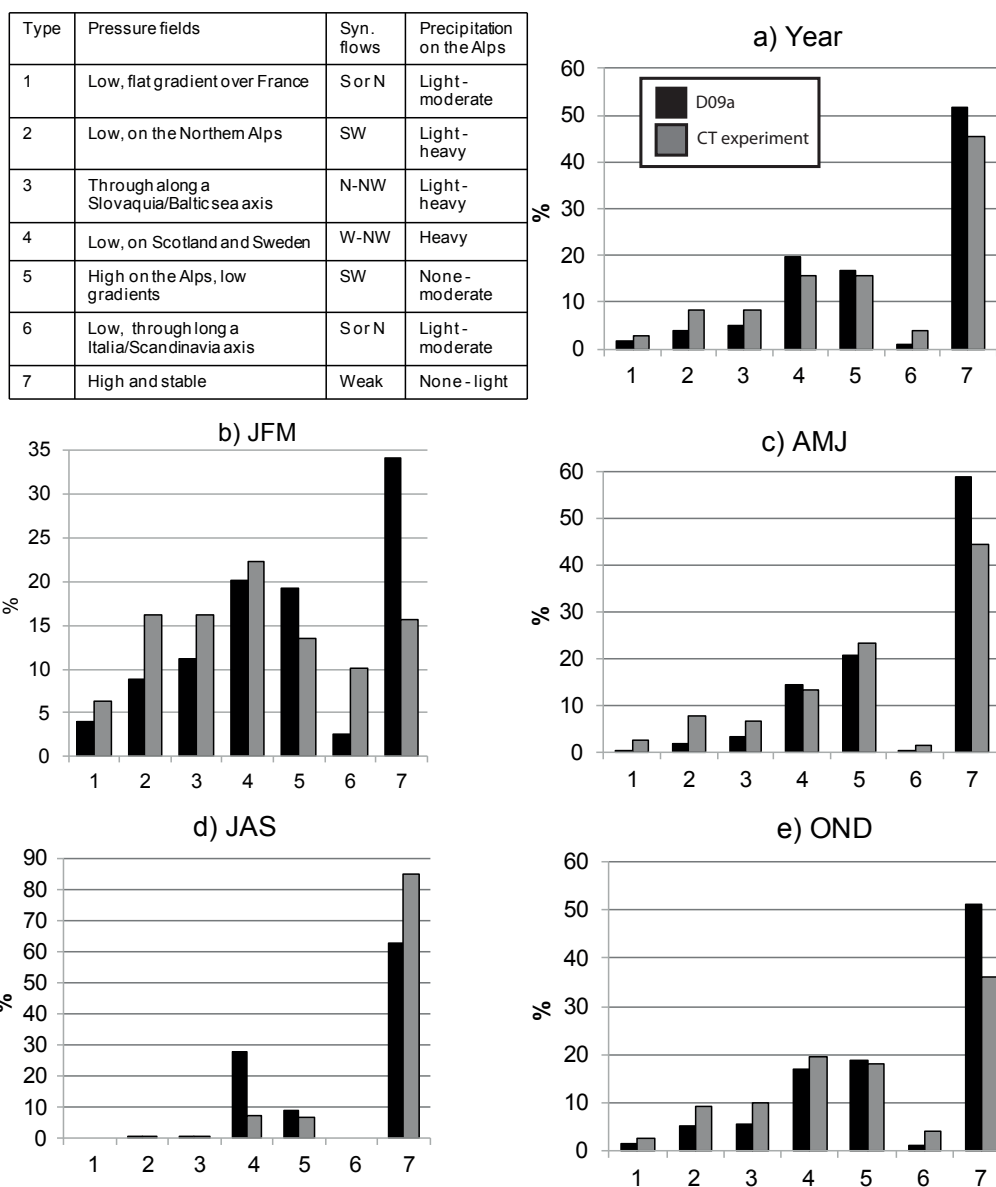 Type Pressure fields Syn. flows Precipitation on the Alps
1 Low, flat gradient over France S or N Light - moderate
2 Low, on the Northern Alps SW Light - heavy
3 Through along a Slovaquia/Baltic sea axis N-NW Light - heavy
4 Low, on Scotland and Sweden W-NW Heavy
5 High on the Alps, low gradients SW None - moderate
6 Low, through long a Italia/Scandinavia axis S or N Light - moderate
7 High and stable Weak None - light
a) Year
D09a
CT experiment
%
60
50
40
30
20
10
0
1 2 3 4 5 6 7
b) JFM
%
35
30
25
20
15
10
5
0
1 2 3 4 5 6 7
c) AMJ
%
60
50
40
30
20
10
0
1 2 3 4 5 6 7
d) JAS
%
90
80
70
60
50
40
30
20
10
0
1 2 3 4 5 6 7
e) OND
%
60
50
40
30
20
10
0
1 2 3 4 5 6 7